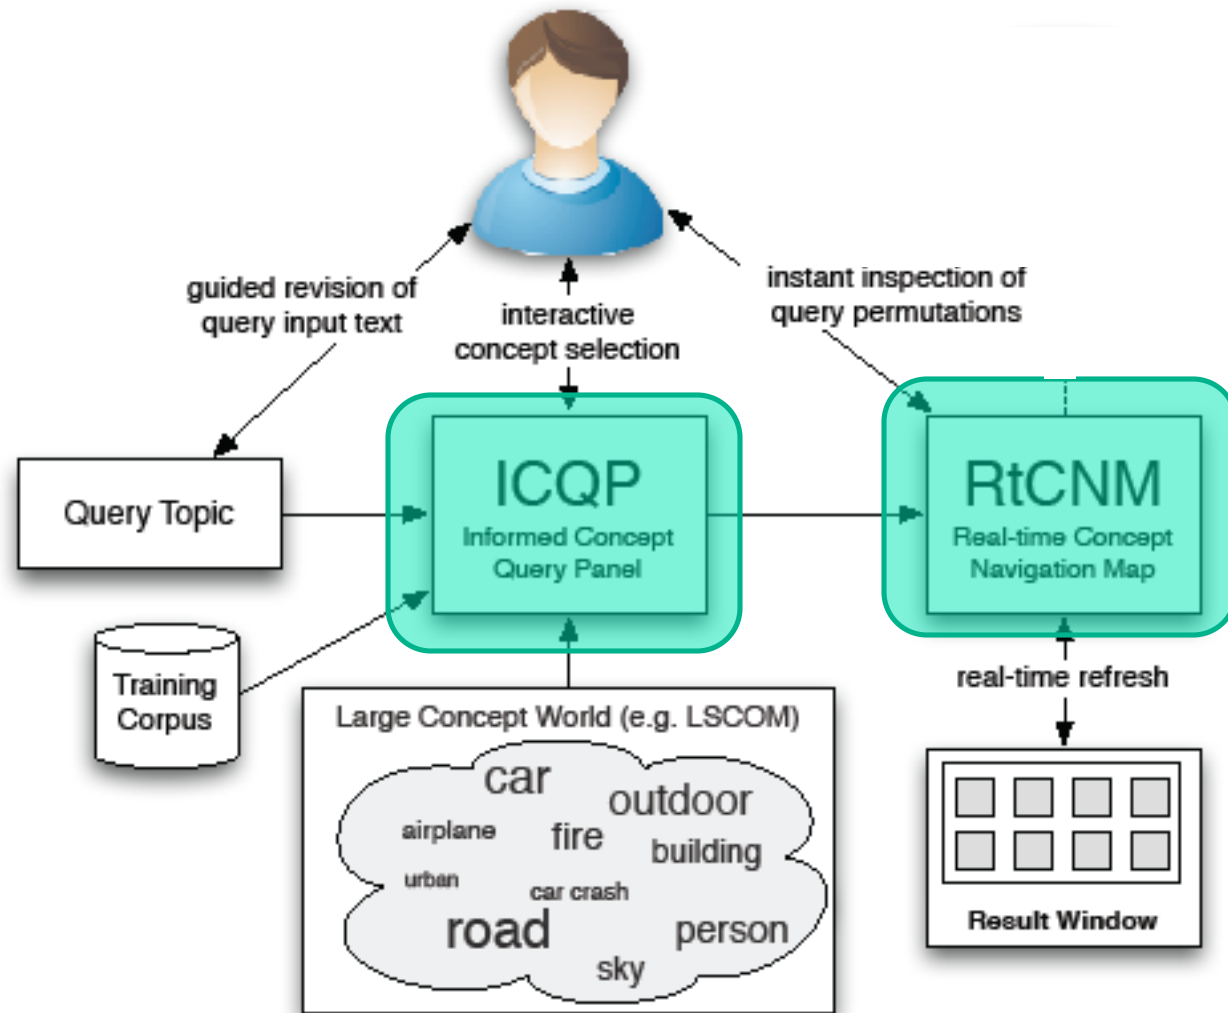 guided revision of
query input text
interactive
concept selection
instant inspection of
query permutations
Query Topic
ICQP
Informed Concept
Query Panel
RtCNM
Real-time Concept
Navigation Map
Training
Corpus
real-time refresh
Large Concept World (e.g. LSCOM)
car
outdoor
airplane
fire
building
urban
car crash
road
person
sky
Result Window